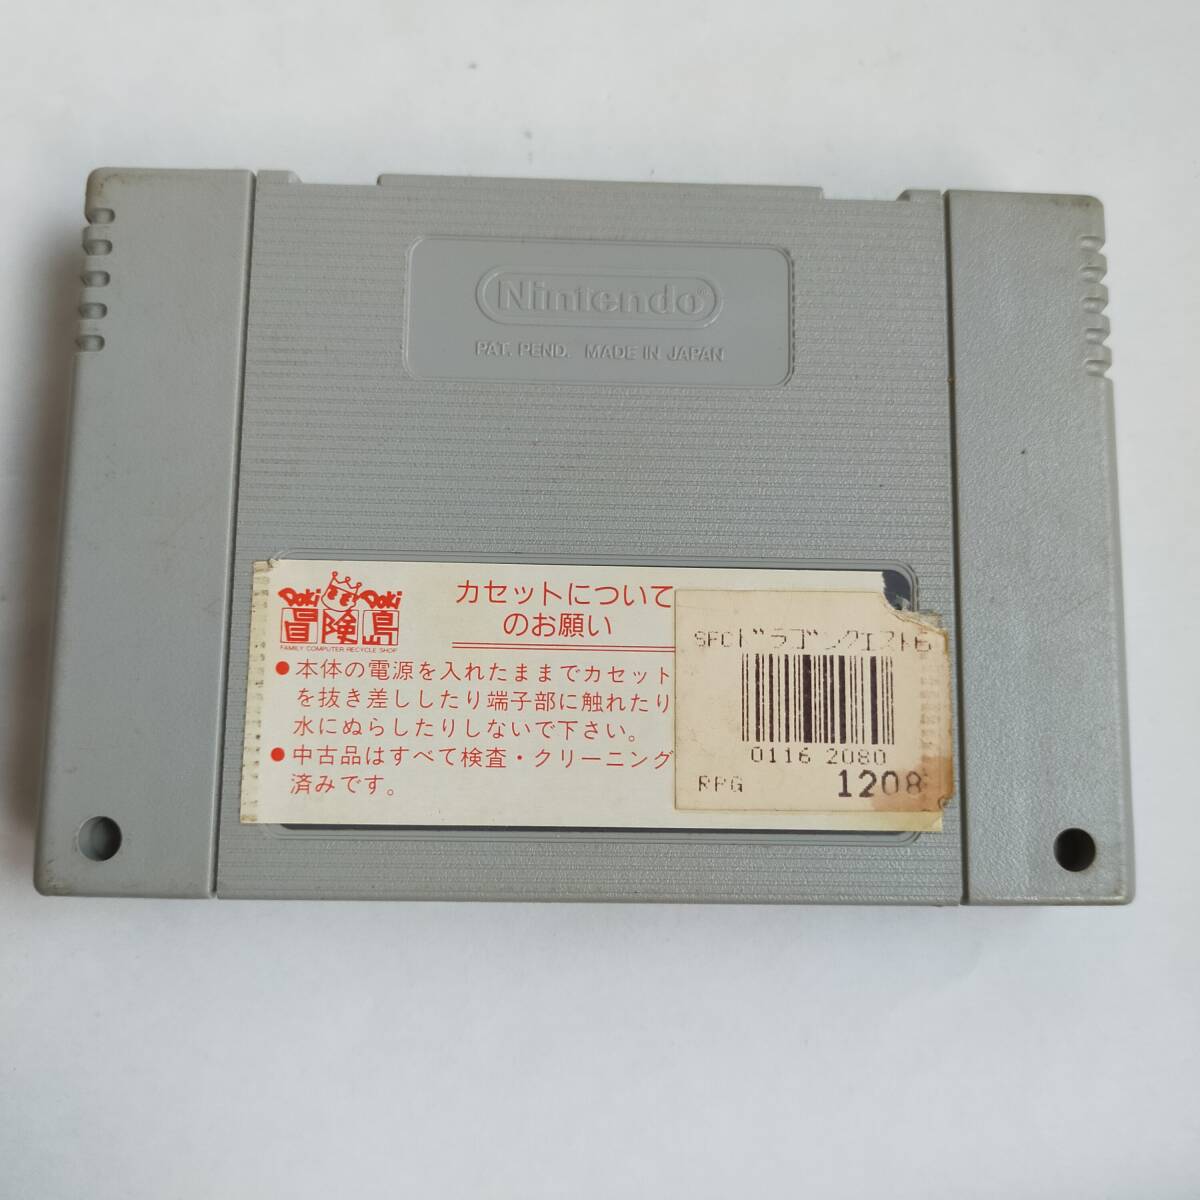 Nintendo®
PAT. PEND. MADE IN JAPAN
Doki Doki
冒険島
FAMILY COMPUTER RECYCLE SHOP
カセットについて
のお願い
●本体の電源を入れたままでカセット
を抜き差ししたり端子部に触れたり
水にぬらしたりしないで下さい。
●中古品はすべて検査・クリーニング
済みです。
SFCドラゴンクエスト6
0116 2080
RPG 1208